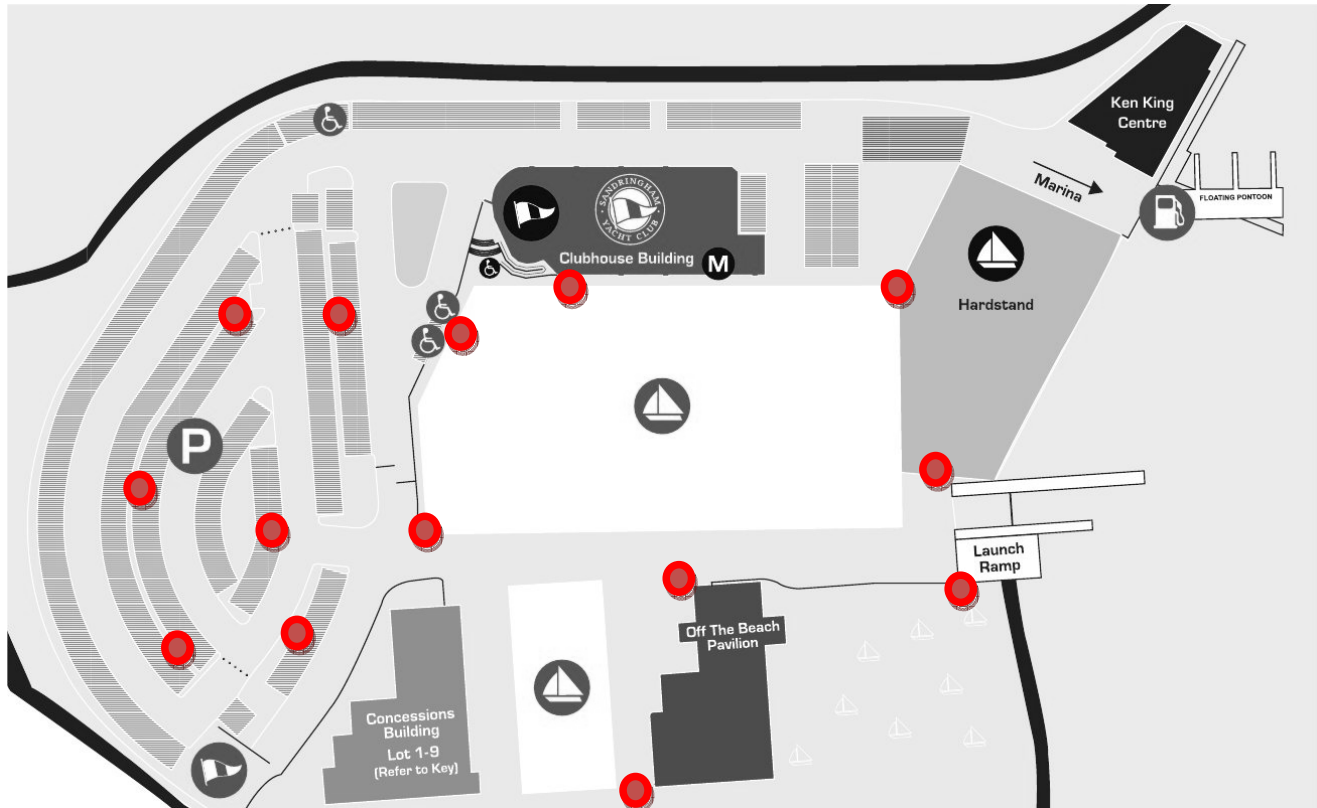 Ken King
Centre
Marina
FLOATING PONTOON
SANDRINGHAM
YACHT CLUB
Clubhouse Building
M
Hardstand
P
Launch
Ramp
Off The Beach
Pavilion
Concessions
Building
Lot 1-9
(Refer to Key)